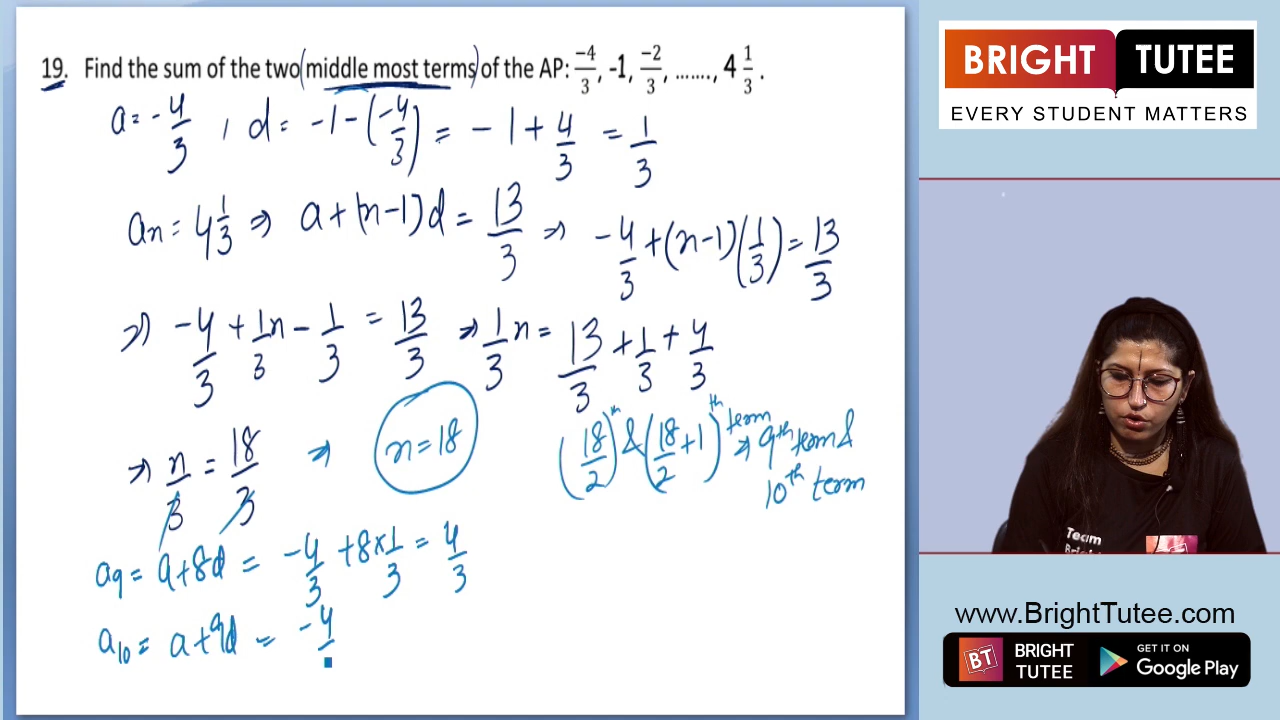 19. Find the sum of the two (middle most terms) of the AP: -4/3, -1, -2/3, ......., 4 1/3 .
a = -4/3 , d = -1 - (-4/3) = -1 + 4/3 = 1/3
an = 4 1/3 ⇒ a + (n-1)d = 13/3 ⇒ -4/3 + (n-1)(1/3) = 13/3
⇒ -4/3 + 1/3 n - 1/3 = 13/3 ⇒ 1/3 n = 13/3 + 1/3 + 4/3
⇒ n/3 = 18/3 ⇒ n = 18
(18/2)th & (18/2 + 1)th term ⇒ 9th term &
10th term
a9 = a + 8d = -4/3 + 8 × 1/3 = 4/3
a10 = a + 9d = -4/
BRIGHT TUTEE
EVERY STUDENT MATTERS
Team
www.BrightTutee.com
BT BRIGHT TUTEE
GET IT ON
Google Play